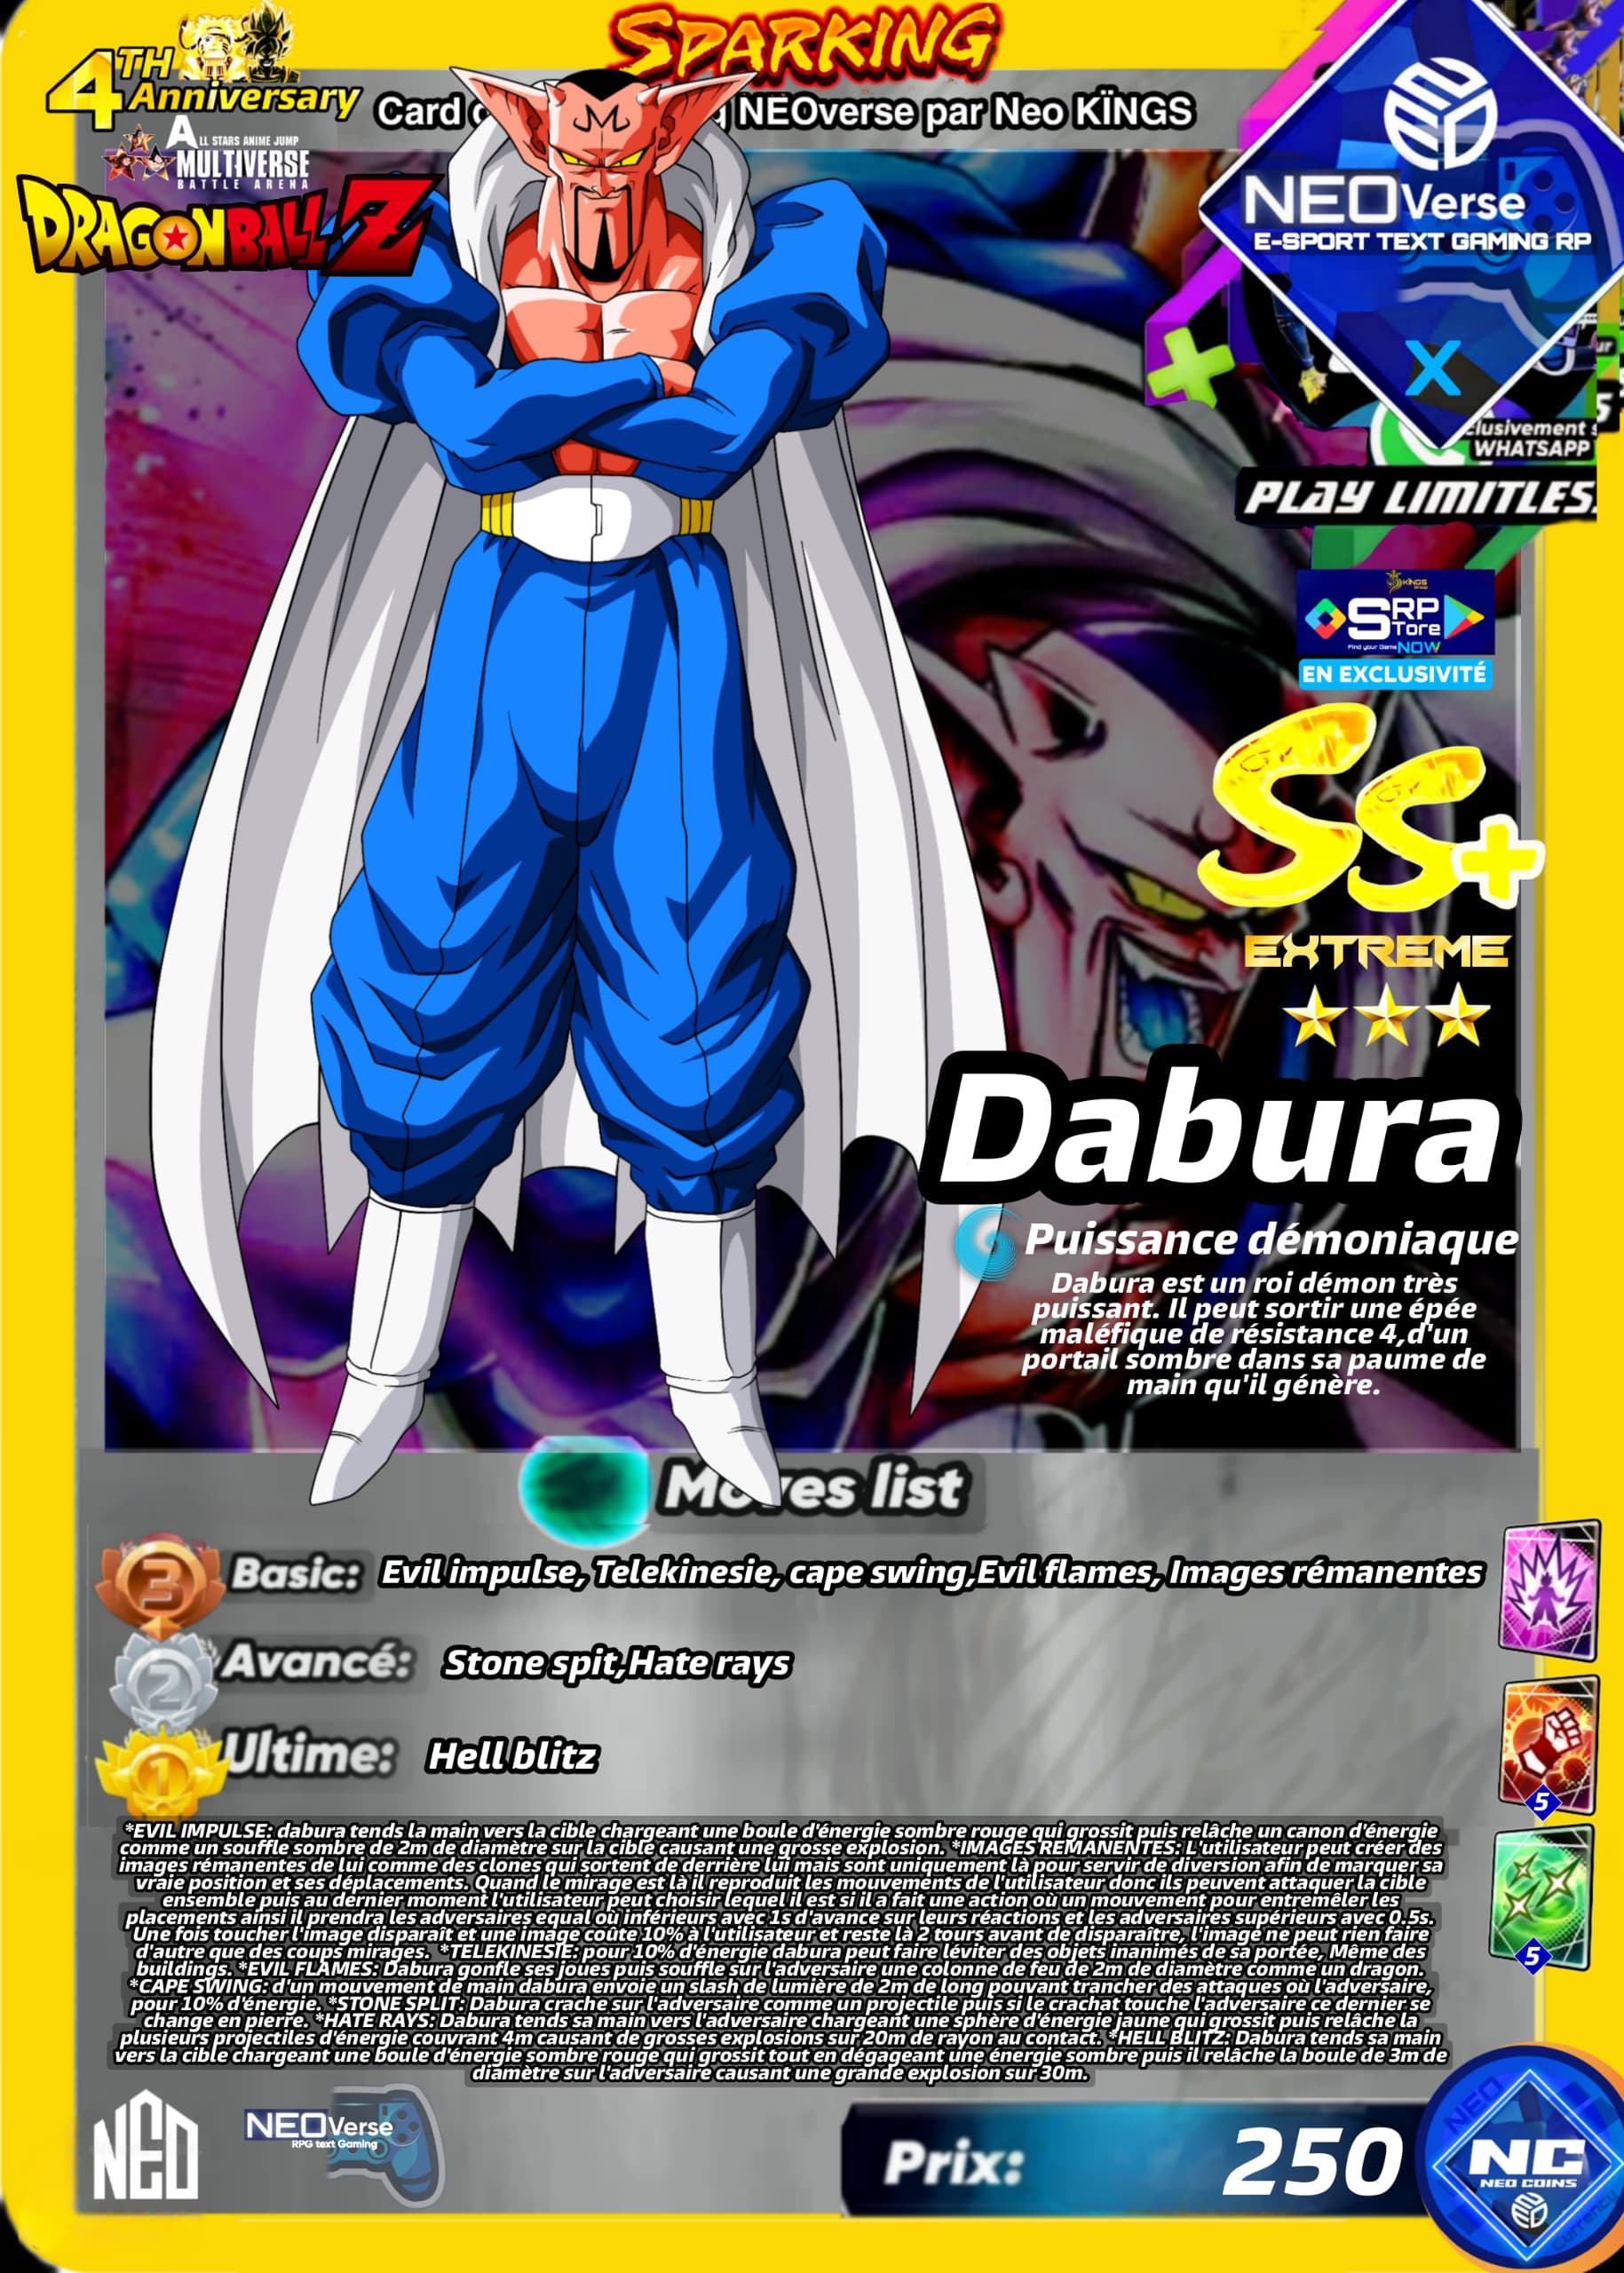 SPARKING
4TH
Anniversary
Card
NEOverse par Neo KÏNGS
ALL STARS ANIME JUMP
MULTIVERSE
BATTLE ARENA
DRAGONBALL Z
NEOVerse
E-SPORT TEXT GAMING RP
X
WHATSAPP
PLAY LIMITLES
KiNGS
SRP
Tore
Find your Game NOW
EN EXCLUSIVITÉ
SS+
EXTREME
Dabura
Puissance démoniaque
Dabura est un roi démon très
puissant. Il peut sortir une épée
maléfique de résistance 4,d'un
portail sombre dans sa paume de
main qu'il génère.
Moves list
3 Basic: Evil impulse, Telekinesie, cape swing,Evil flames, Images rémanentes
2 Avancé: Stone spit,Hate rays
1 Ultime: Hell blitz
5
5
*EVIL IMPULSE: dabura tends la main vers la cible chargeant une boule d'énergie sombre rouge qui grossit puis relâche un canon d'énergie
comme un souffle sombre de 2m de diamètre sur la cible causant une grosse explosion. *IMAGES REMANENTES: L'utilisateur peut créer des
images rémanentes de lui comme des clones qui sortent de derrière lui mais sont uniquement là pour servir de diversion afin de marquer sa
vraie position et ses déplacements. Quand le mirage est là il reproduit les mouvements de l'utilisateur donc ils peuvent attaquer la cible
ensemble puis au dernier moment l'utilisateur peut choisir lequel il est si il a fait une action où un mouvement pour entremêler les
placements ainsi il prendra les adversaires equal où inférieurs avec 1s d'avance sur leurs réactions et les adversaires supérieurs avec 0.5s.
Une fois toucher l'image disparaît et une image coûte 10% à l'utilisateur et reste là 2 tours avant de disparaître, l'image ne peut rien faire
d'autre que des coups mirages. *TELEKINESIE: pour 10% d'énergie dabura peut faire léviter des objets inanimés de sa portée, Même des
buildings. *EVIL FLAMES: Dabura gonfle ses joues puis souffle sur l'adversaire une colonne de feu de 2m de diamètre comme un dragon.
*CAPE SWING: d'un mouvement de main dabura envoie un slash de lumière de 2m de long pouvant trancher des attaques où l'adversaire,
pour 10% d'énergie. *STONE SPLIT: Dabura crache sur l'adversaire comme un projectile puis si le crachat touche l'adversaire ce dernier se
change en pierre. *HATE RAYS: Dabura tends sa main vers l'adversaire chargeant une sphère d'énergie jaune qui grossit puis relâche la
plusieurs projectiles d'énergie couvrant 4m causant de grosses explosions sur 20m de rayon au contact. *HELL BLITZ: Dabura tends sa main
vers la cible chargeant une boule d'énergie sombre rouge qui grossit tout en dégageant une énergie sombre puis il relâche la boule de 3m de
diamètre sur l'adversaire causant une grande explosion sur 30m.
NEO
NEOVerse
RPG text Gaming
Prix: 250
NC
NEO COINS
Currency